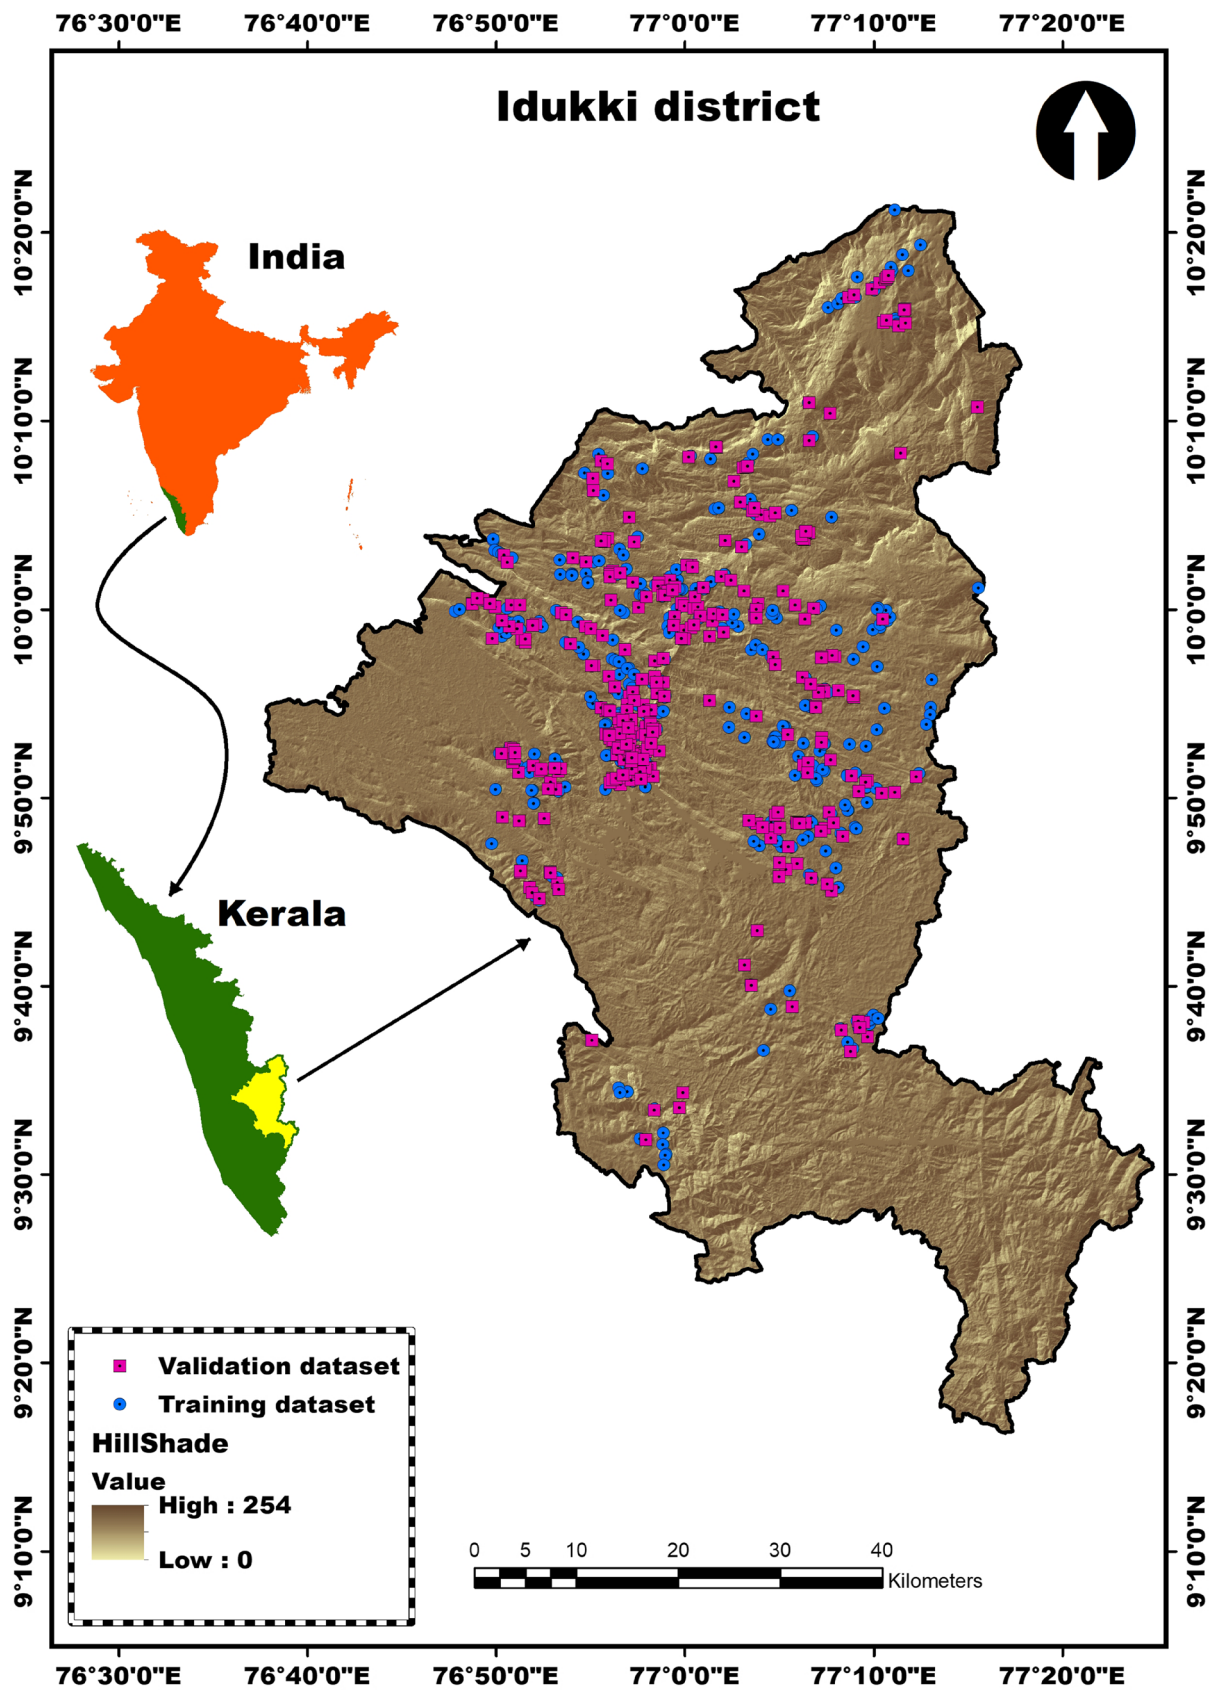 76°30'0"E 76°40'0"E 76°50'0"E 77°0'0"E 77°10'0"E 77°20'0"E
Idukki district
India
Kerala
10°20'0"N 10°20'0"N
10°10'0"N 10°10'0"N
10°0'0"N 10°0'0"N
9°50'0"N 9°50'0"N
9°40'0"N 9°40'0"N
9°30'0"N 9°30'0"N
9°20'0"N 9°20'0"N
9°10'0"N 9°10'0"N
Validation dataset
Training dataset
HillShade
Value
High : 254
Low : 0
0 5 10 20 30 40
Kilometers
76°30'0"E 76°40'0"E 76°50'0"E 77°0'0"E 77°10'0"E 77°20'0"E